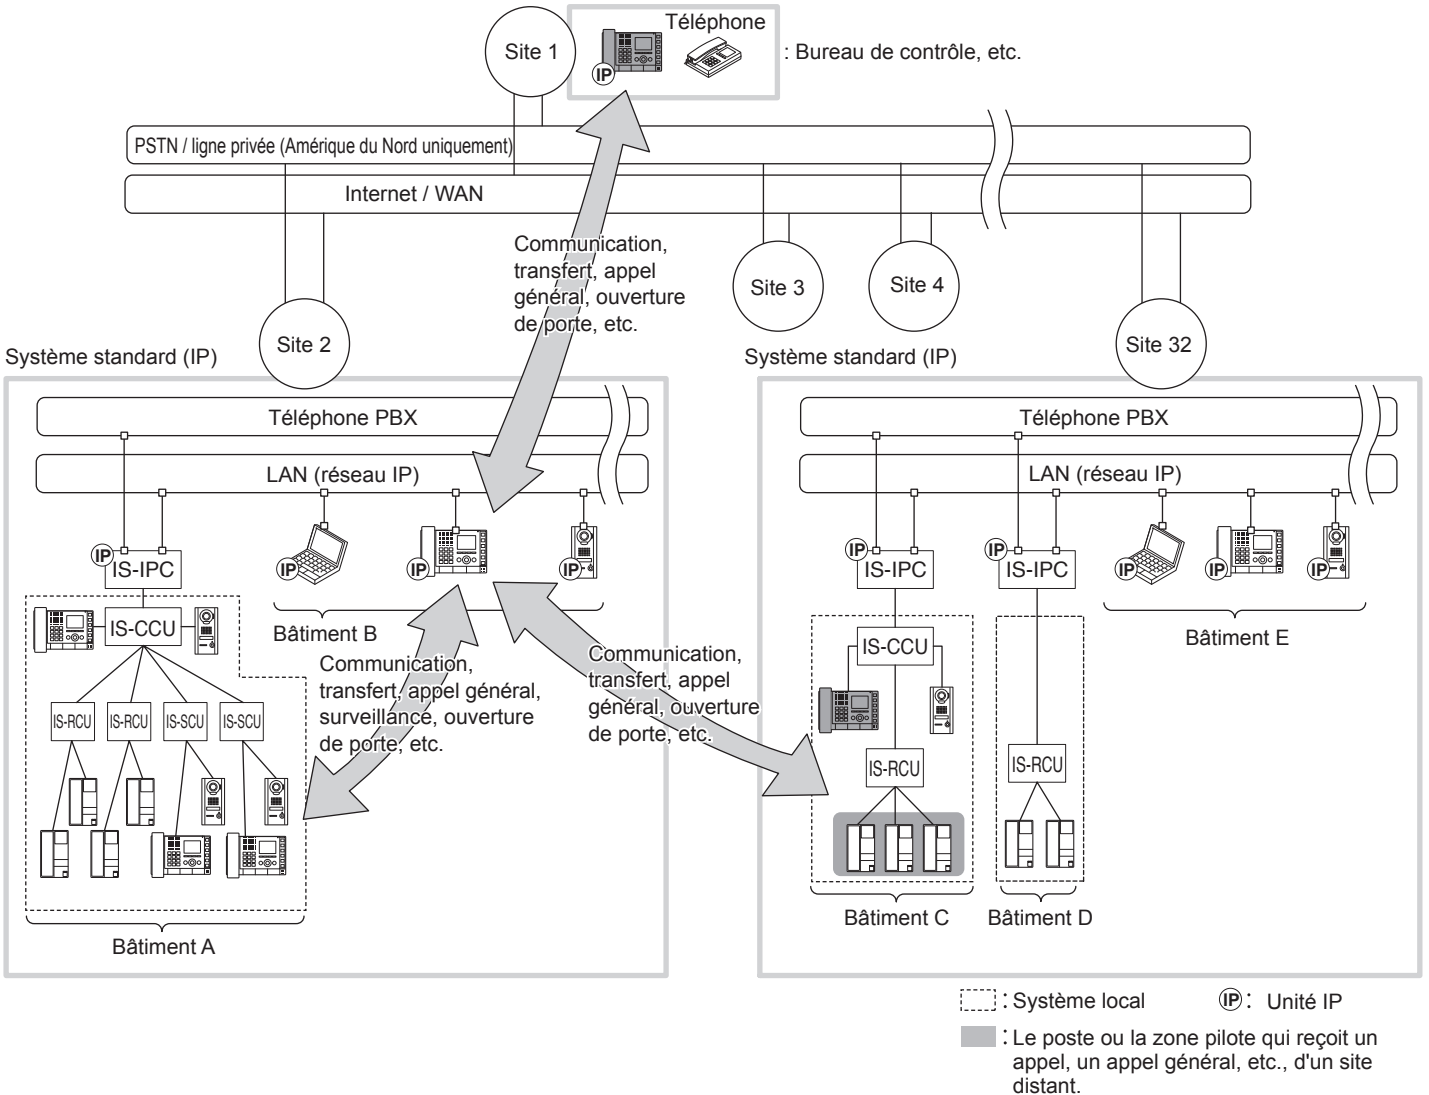 Site 1
Téléphone
IP
: Bureau de contrôle, etc.
PSTN / ligne privée (Amérique du Nord uniquement)
Internet / WAN
Communication,
transfert, appel
général, ouverture
de porte, etc.
Site 2
Site 3
Site 4
Site 32
Système standard (IP)
Téléphone PBX
LAN (réseau IP)
IP
IS-IPC
IP
IP
IP
IS-CCU
Bâtiment B
IS-RCU
IS-RCU
IS-SCU
IS-SCU
Bâtiment A
Communication,
transfert, appel général,
surveillance, ouverture
de porte, etc.
Communication,
transfert, appel
général, ouverture
de porte, etc.
Système standard (IP)
Téléphone PBX
LAN (réseau IP)
IP
IS-IPC
IP
IS-IPC
IP
IP
IP
IS-CCU
Bâtiment E
IS-RCU
IS-RCU
Bâtiment C
Bâtiment D
: Système local
IP : Unité IP
: Le poste ou la zone pilote qui reçoit un
appel, un appel général, etc., d'un site
distant.